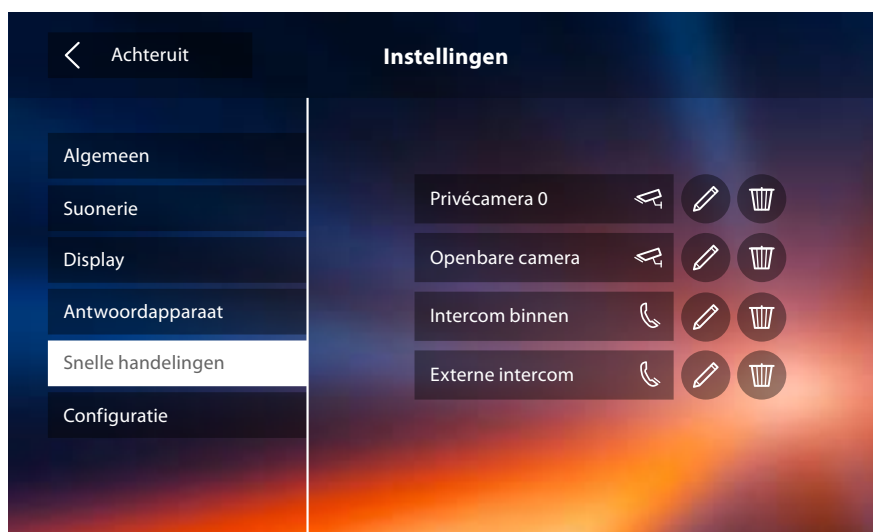 Achteruit
Instellingen
Algemeen
Suonerie
Display
Antwoordapparaat
Snelle handelingen
Configuratie
Privécamera 0
Openbare camera
Intercom binnen
Externe intercom